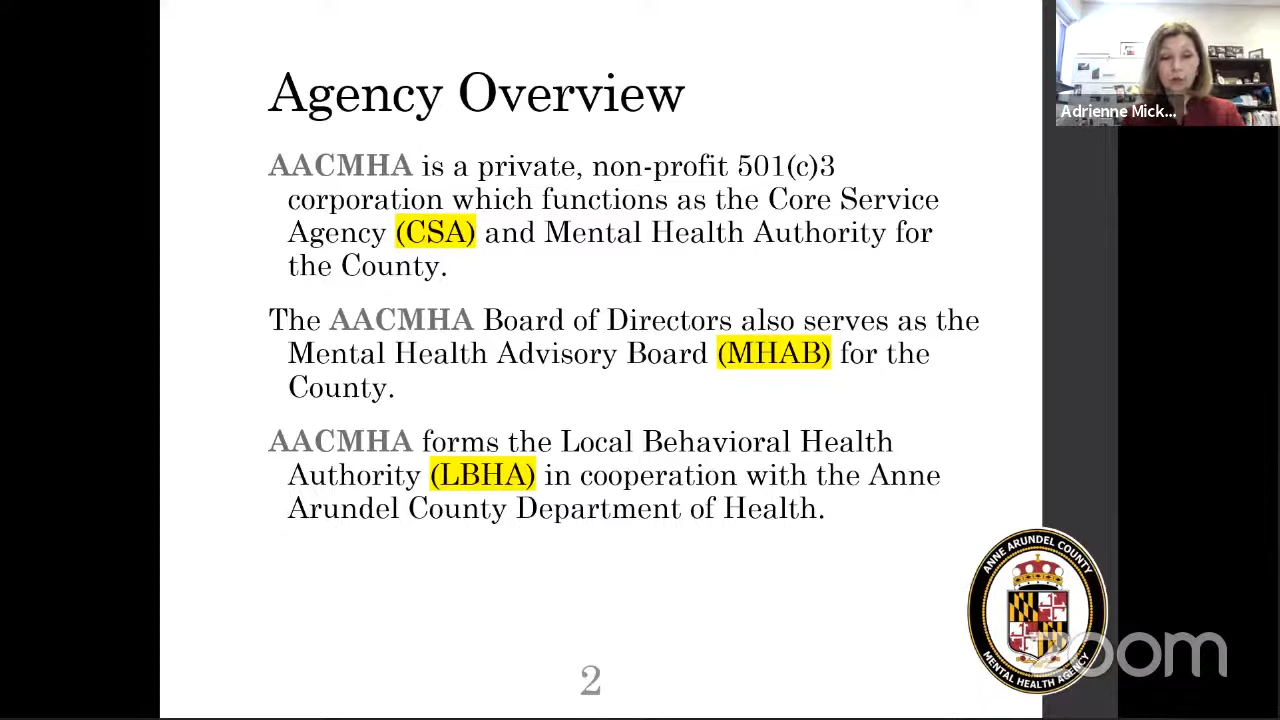 Agency Overview
AACMHA is a private, non-profit 501(c)3
corporation which functions as the Core Service
Agency (CSA) and Mental Health Authority for
the County.
The AACMHA Board of Directors also serves as the
Mental Health Advisory Board (MHAB) for the
County.
AACMHA forms the Local Behavioral Health
Authority (LBHA) in cooperation with the Anne
Arundel County Department of Health.
2
Adrienne Mick...
ANNE ARUNDEL COUNTY
MENTAL HEALTH AGENCY
zoom